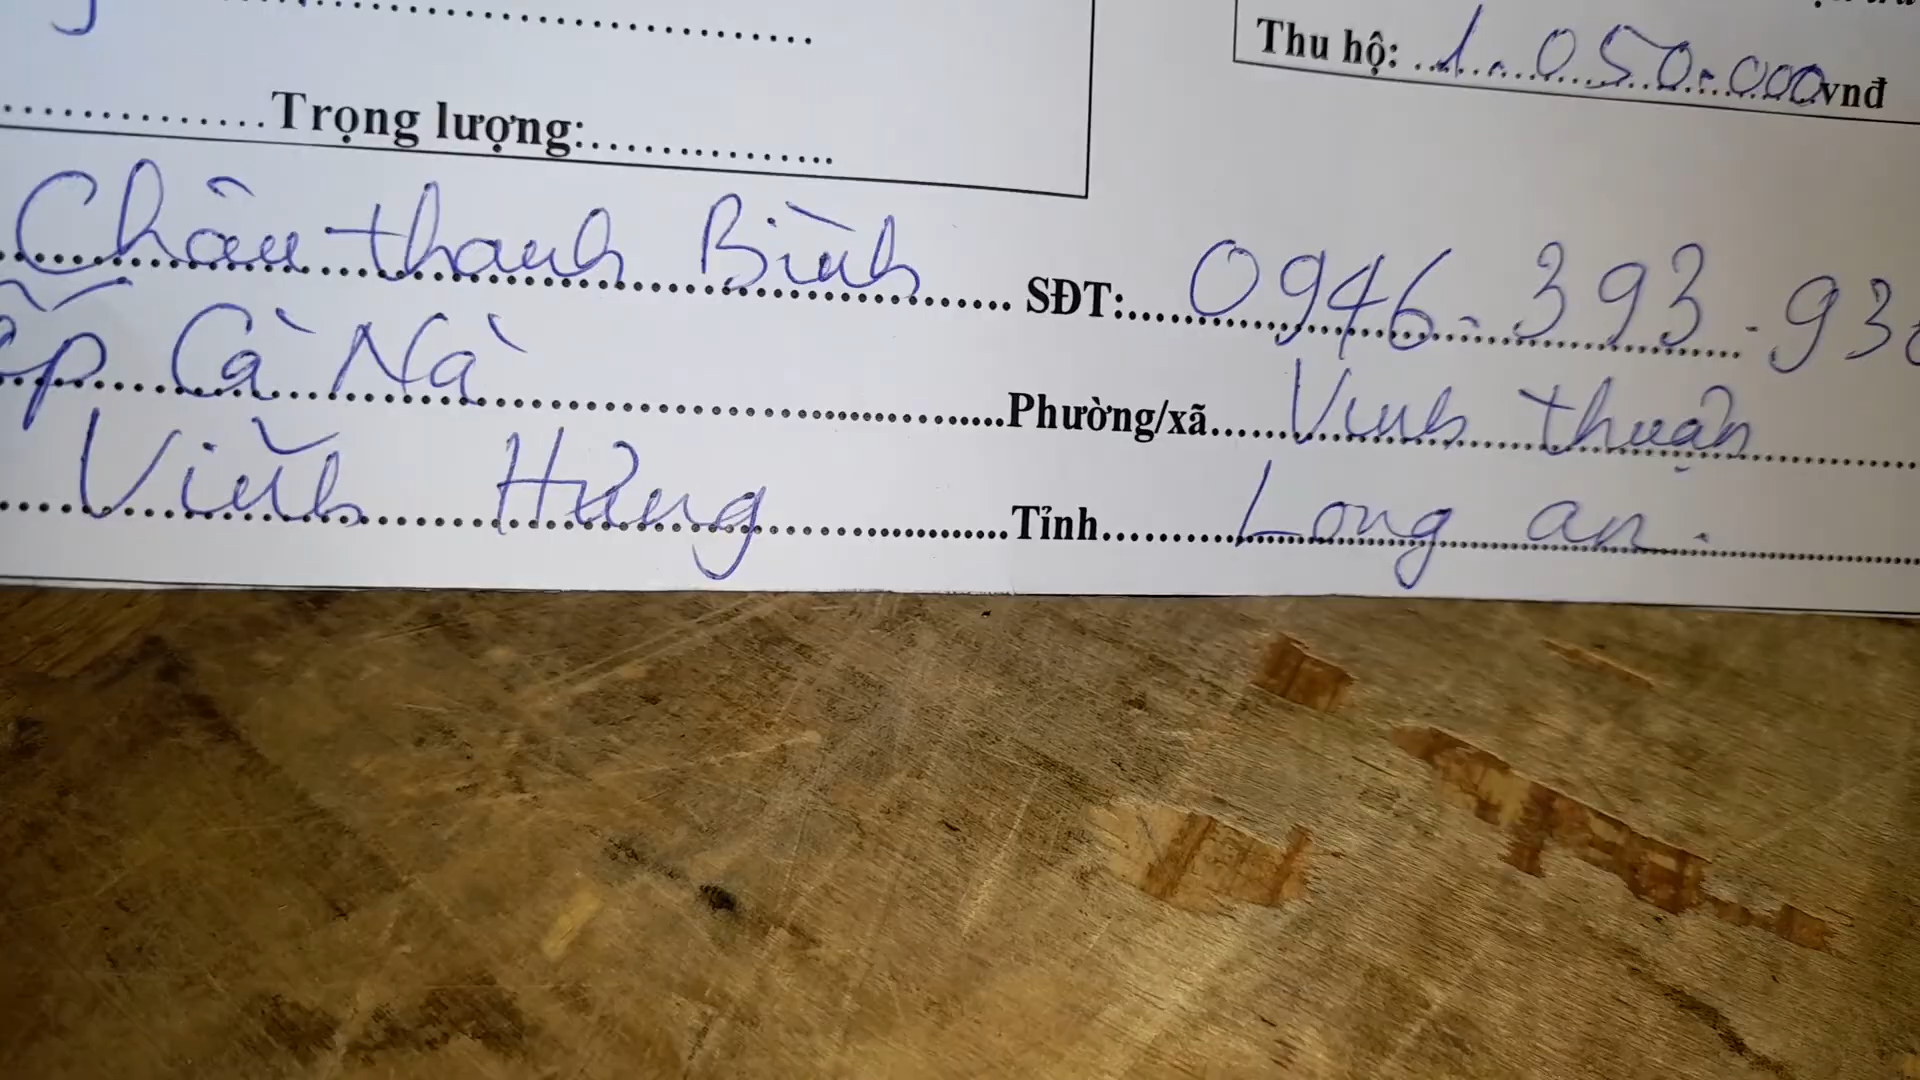 Thu hộ: 1.050.000 vnđ
Trọng lượng:
Châu thanh Bình SĐT: 0946.393.93
ấp Cà Nà Phường/xã Vĩnh thuận
Vĩnh Hưng Tỉnh Long an.